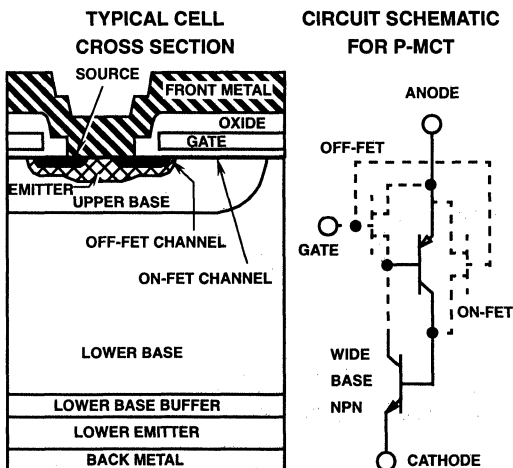 TYPICAL CELL
CROSS SECTION
SOURCE
FRONT METAL
OXIDE
GATE
EMITTER
UPPER BASE
OFF-FET CHANNEL
ON-FET CHANNEL
LOWER BASE
LOWER BASE BUFFER
LOWER EMITTER
BACK METAL
CIRCUIT SCHEMATIC
FOR P-MCT
ANODE
OFF-FET
GATE
ON-FET
WIDE
BASE
NPN
CATHODE